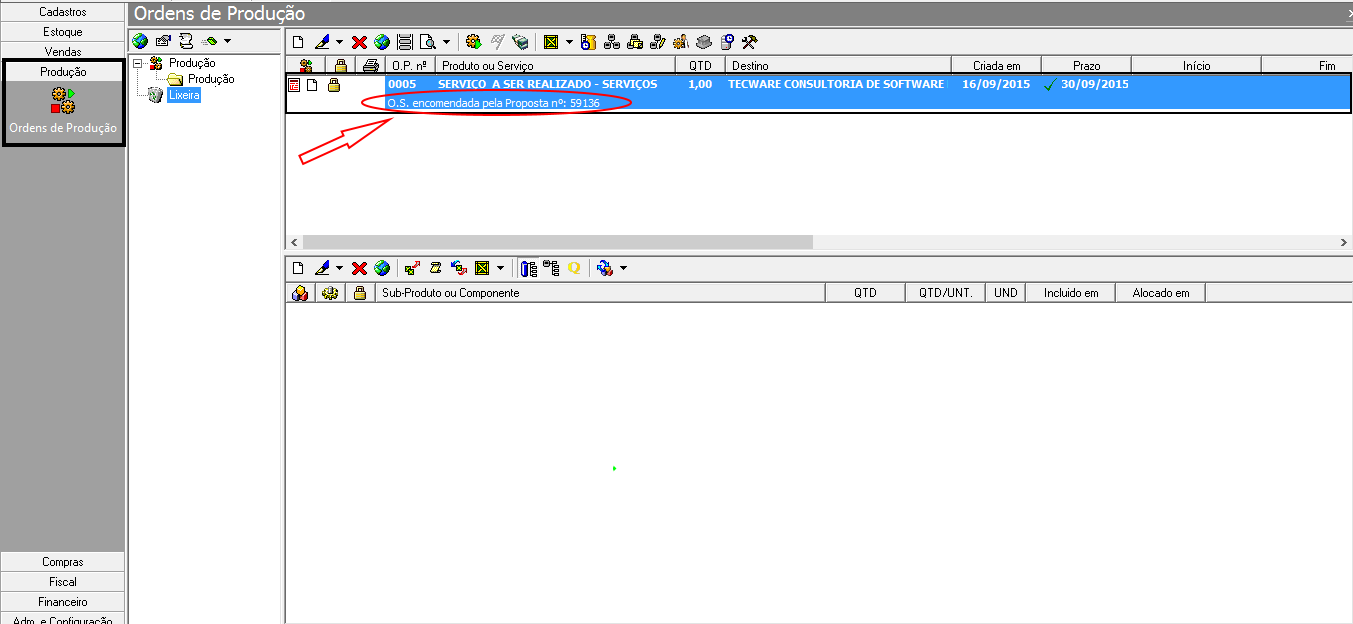 Cadastros
Estoque
Vendas
Produção
Ordens de Produção
Compras
Fiscal
Financeiro
Adm. e Configuração
Ordens de Produção
Produção
Produção
Lixeira
O.P. nº Produto ou Serviço QTD Destino Criada em Prazo Início Fim
0005 SERVIÇO A SER REALIZADO - SERVIÇOS 1,00 TECWARE CONSULTORIA DE SOFTWARE 16/09/2015 30/09/2015
O.S. encomendada pela Proposta nº: 59136
Sub-Produto ou Componente QTD QTD/UNT. UND Incluido em Alocado em